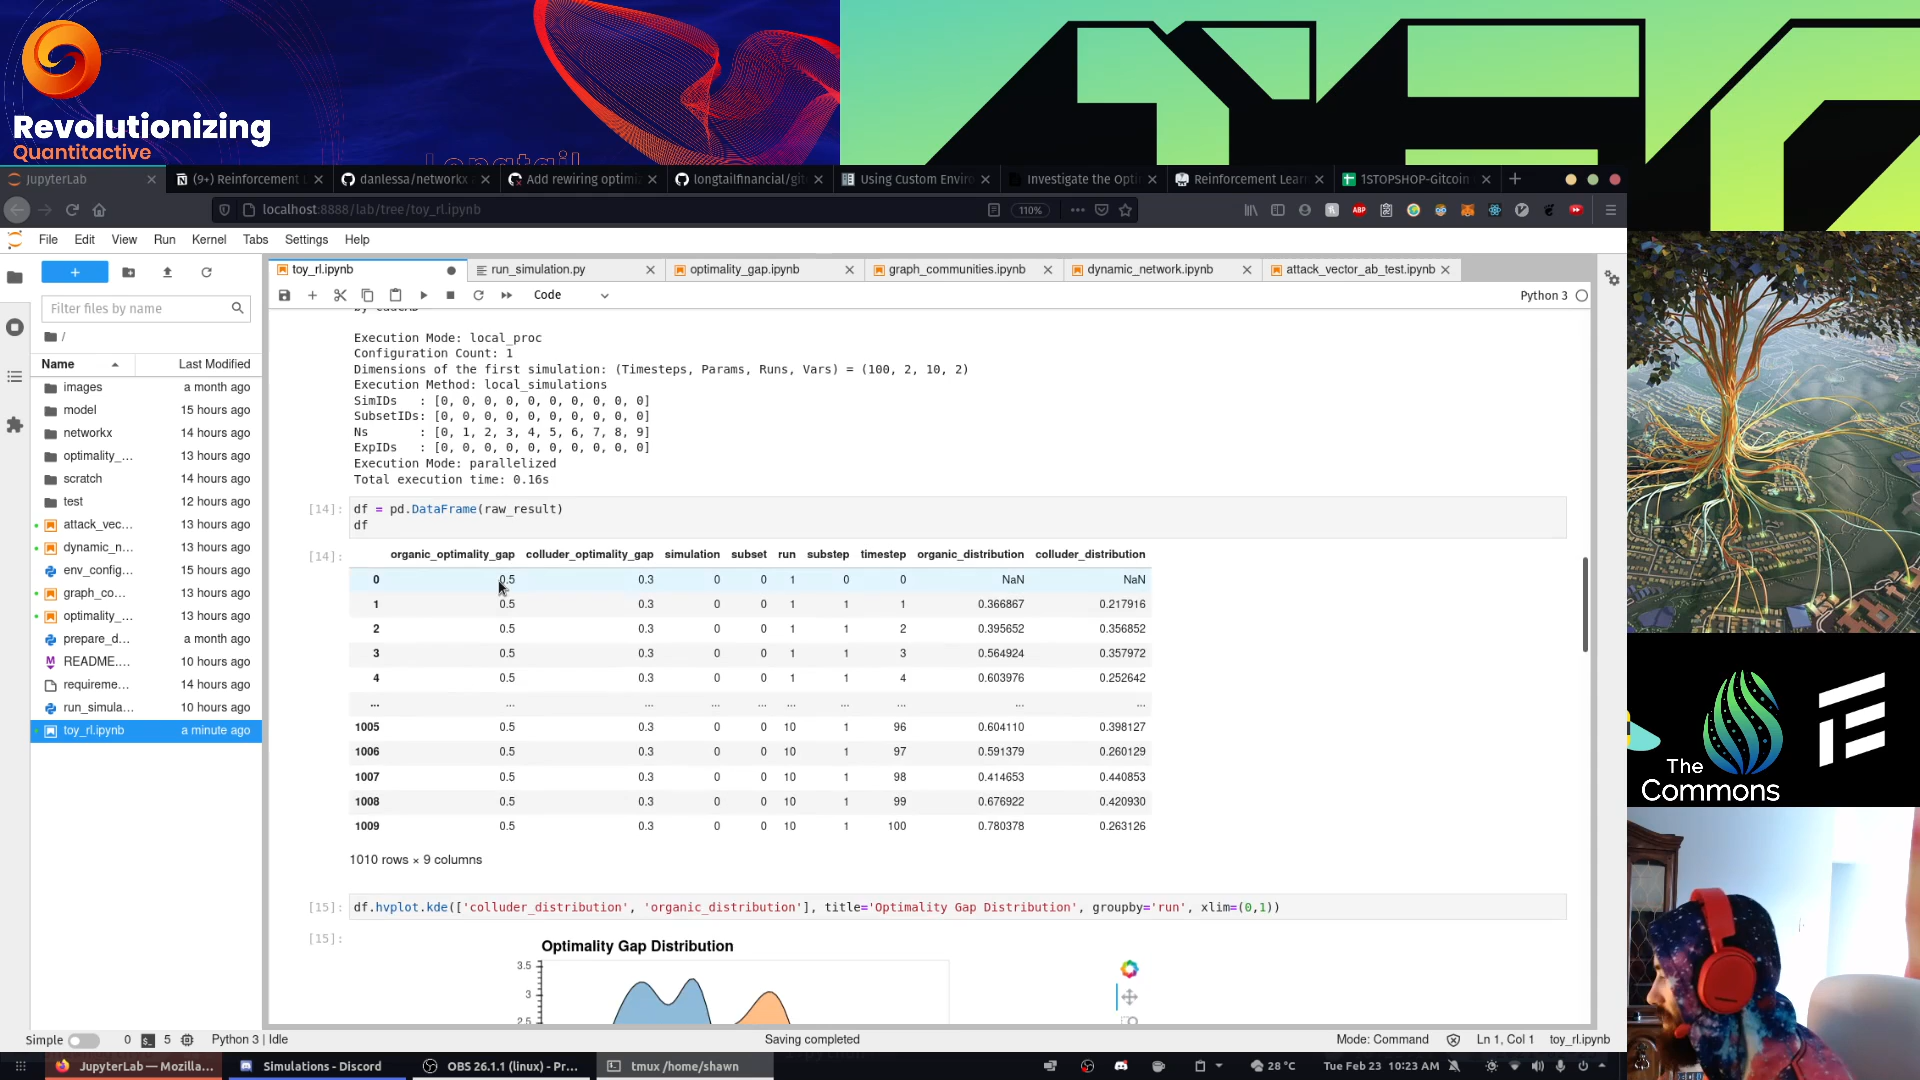 Revolutionizing
Quantitactive
Longtail
JupyterLab
(9+) Reinforcement
danlessa/networkx
Add rewiring optimi
longtailfinancial/git
Using Custom Enviro
Investigate the Opti
Reinforcement Lear
1STOPSHOP-Gitcoin
localhost:8888/lab/tree/toy_rl.ipynb
110%
File Edit View Run Kernel Tabs Settings Help
toy_rl.ipynb
run_simulation.py
optimality_gap.ipynb
graph_communities.ipynb
dynamic_network.ipynb
attack_vector_ab_test.ipynb
Code
Python 3
Filter files by name
/
Name Last Modified
images a month ago
model 15 hours ago
networkx 14 hours ago
optimality_... 13 hours ago
scratch 14 hours ago
test 12 hours ago
attack_vec... 13 hours ago
dynamic_n... 13 hours ago
env_config... 15 hours ago
graph_co... 13 hours ago
optimality_... 13 hours ago
prepare_d... a month ago
README.... 10 hours ago
requireme... 14 hours ago
run_simula... 10 hours ago
toy_rl.ipynb a minute ago
by cadCAD
Execution Mode: local_proc
Configuration Count: 1
Dimensions of the first simulation: (Timesteps, Params, Runs, Vars) = (100, 2, 10, 2)
Execution Method: local_simulations
SimIDs : [0, 0, 0, 0, 0, 0, 0, 0, 0, 0]
SubsetIDs: [0, 0, 0, 0, 0, 0, 0, 0, 0, 0]
Ns : [0, 1, 2, 3, 4, 5, 6, 7, 8, 9]
ExpIDs : [0, 0, 0, 0, 0, 0, 0, 0, 0, 0]
Execution Mode: parallelized
Total execution time: 0.16s
[14]: df = pd.DataFrame(raw_result)
df
[14]: organic_optimality_gap colluder_optimality_gap simulation subset run substep timestep organic_distribution colluder_distribution
0 0.5 0.3 0 0 1 0 0 NaN NaN
1 0.5 0.3 0 0 1 1 1 0.366867 0.217916
2 0.5 0.3 0 0 1 1 2 0.395652 0.356852
3 0.5 0.3 0 0 1 1 3 0.564924 0.357972
4 0.5 0.3 0 0 1 1 4 0.603976 0.252642
... ... ... ... ... ... ... ... ... ...
1005 0.5 0.3 0 0 10 1 96 0.604110 0.398127
1006 0.5 0.3 0 0 10 1 97 0.591379 0.260129
1007 0.5 0.3 0 0 10 1 98 0.414653 0.440853
1008 0.5 0.3 0 0 10 1 99 0.676922 0.420930
1009 0.5 0.3 0 0 10 1 100 0.780378 0.263126
1010 rows × 9 columns
[15]: df.hvplot.kde(['colluder_distribution', 'organic_distribution'], title='Optimality Gap Distribution', groupby='run', xlim=(0,1))
[15]:
Optimality Gap Distribution
3.5
3
2.5
The
Commons
Simple 0 5 Python 3 | Idle
Saving completed
Mode: Command
Ln 1, Col 1
toy_rl.ipynb
JupyterLab — Mozilla...
Simulations - Discord
OBS 26.1.1 (linux) - Pr...
tmux /home/shawn
28 °C
Tue Feb 23 10:23 AM